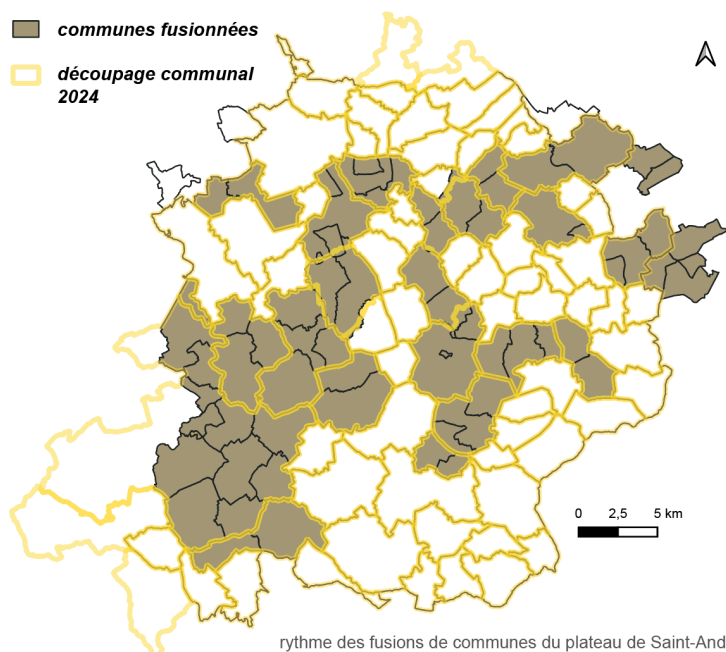 communes fusionnées
découpage communal
2024
0 2,5 5 km
rythme des fusions de communes du plateau de Saint-And